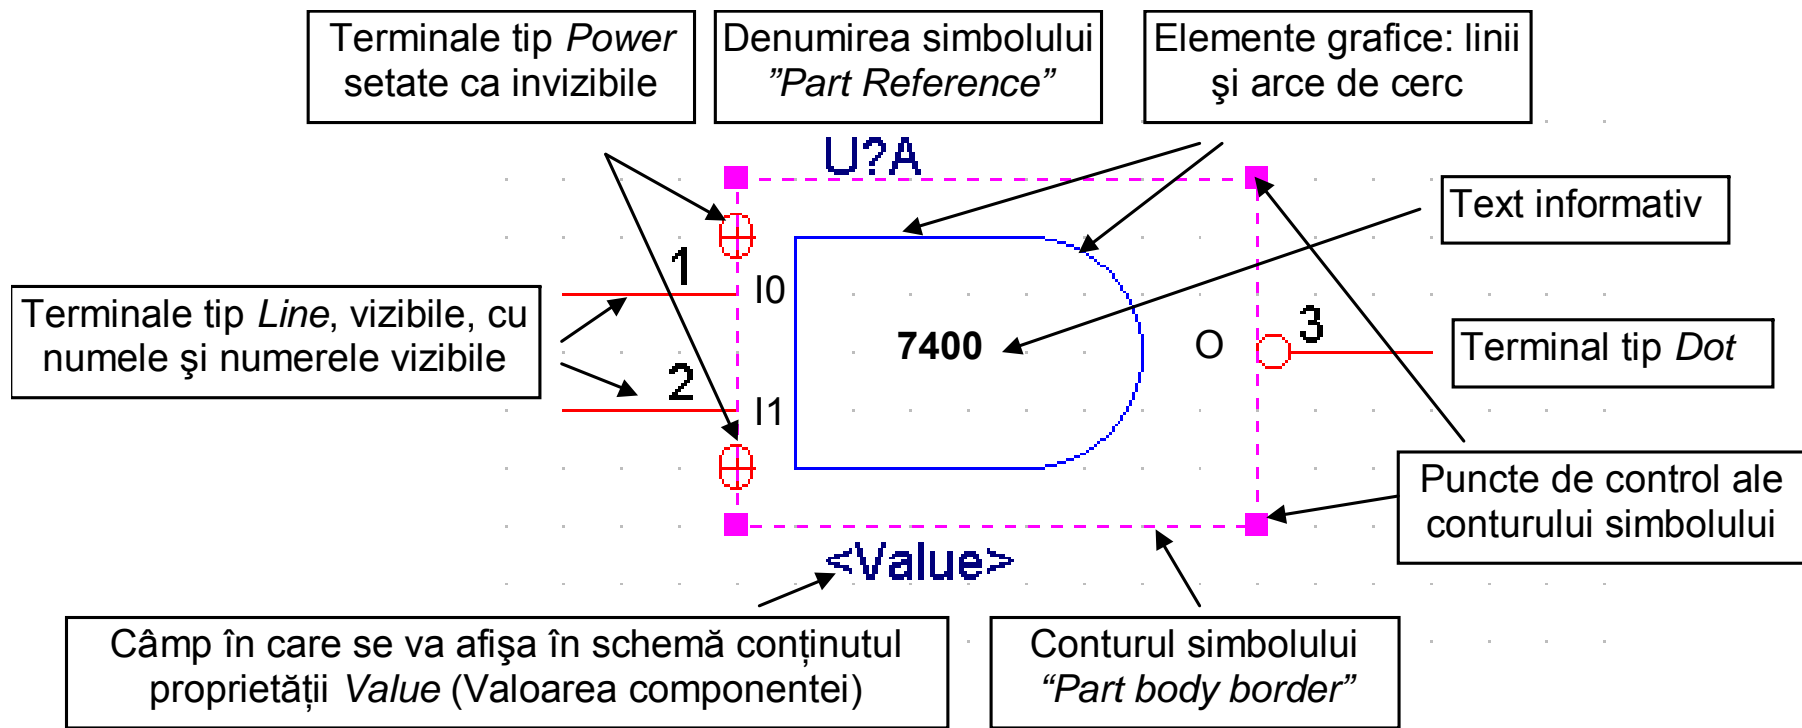 Terminale tip Power
setate ca invizibile
Denumirea simbolului
”Part Reference”
Elemente grafice: linii
şi arce de cerc
U?A
Text informativ
1
I0
Terminale tip Line, vizibile, cu
numele şi numerele vizibile
7400
O
3
Terminal tip Dot
2
I1
Puncte de control ale
conturului simbolului
<Value>
Câmp în care se va afişa în schemă conținutul
proprietății Value (Valoarea componentei)
Conturul simbolului
“Part body border”